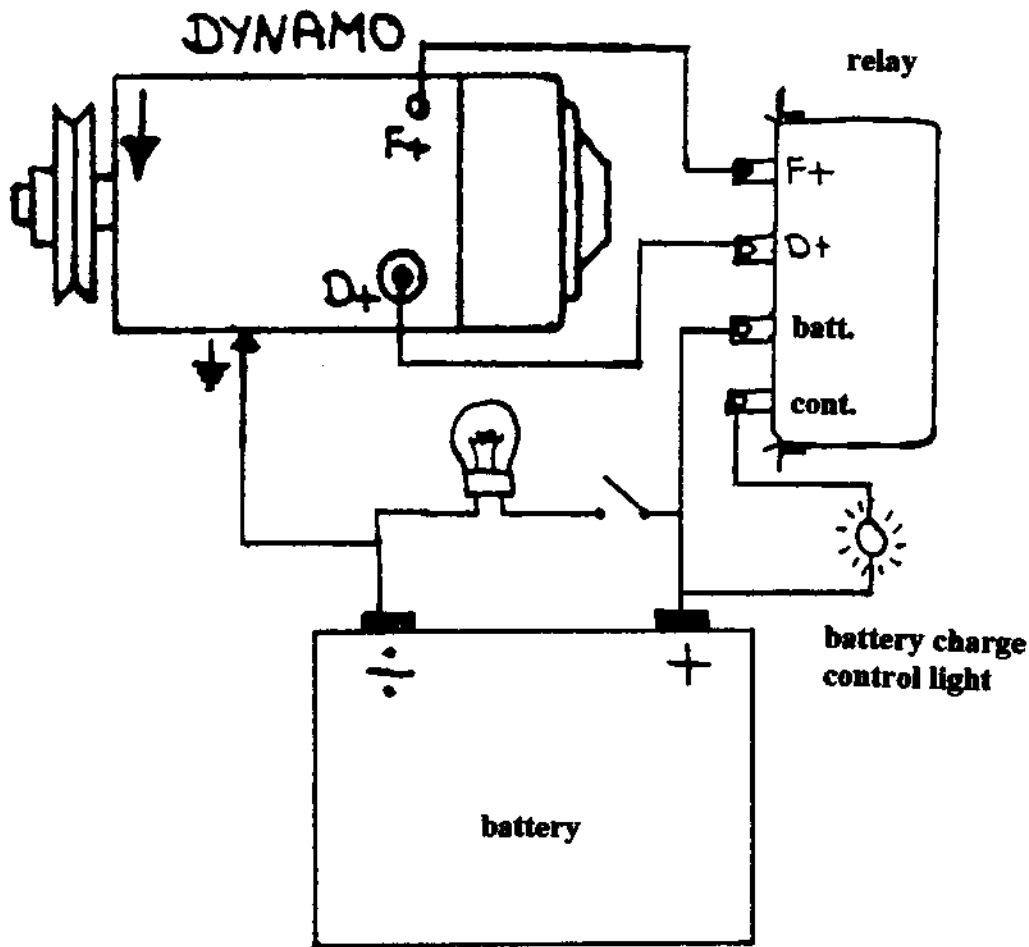 DYNAMO
relay
F+
F+
D+
D+
batt.
cont.
÷
+
battery charge
control light
battery